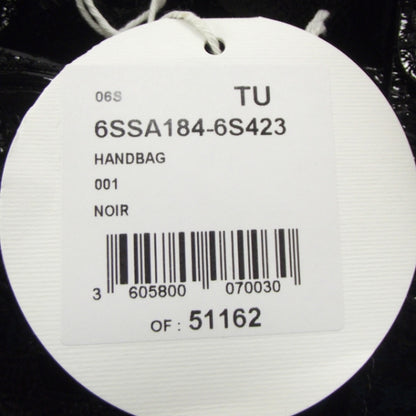 06S TU
6SSA184-6S423
HANDBAG
001
NOIR
3 605800 070030
OF : 51162